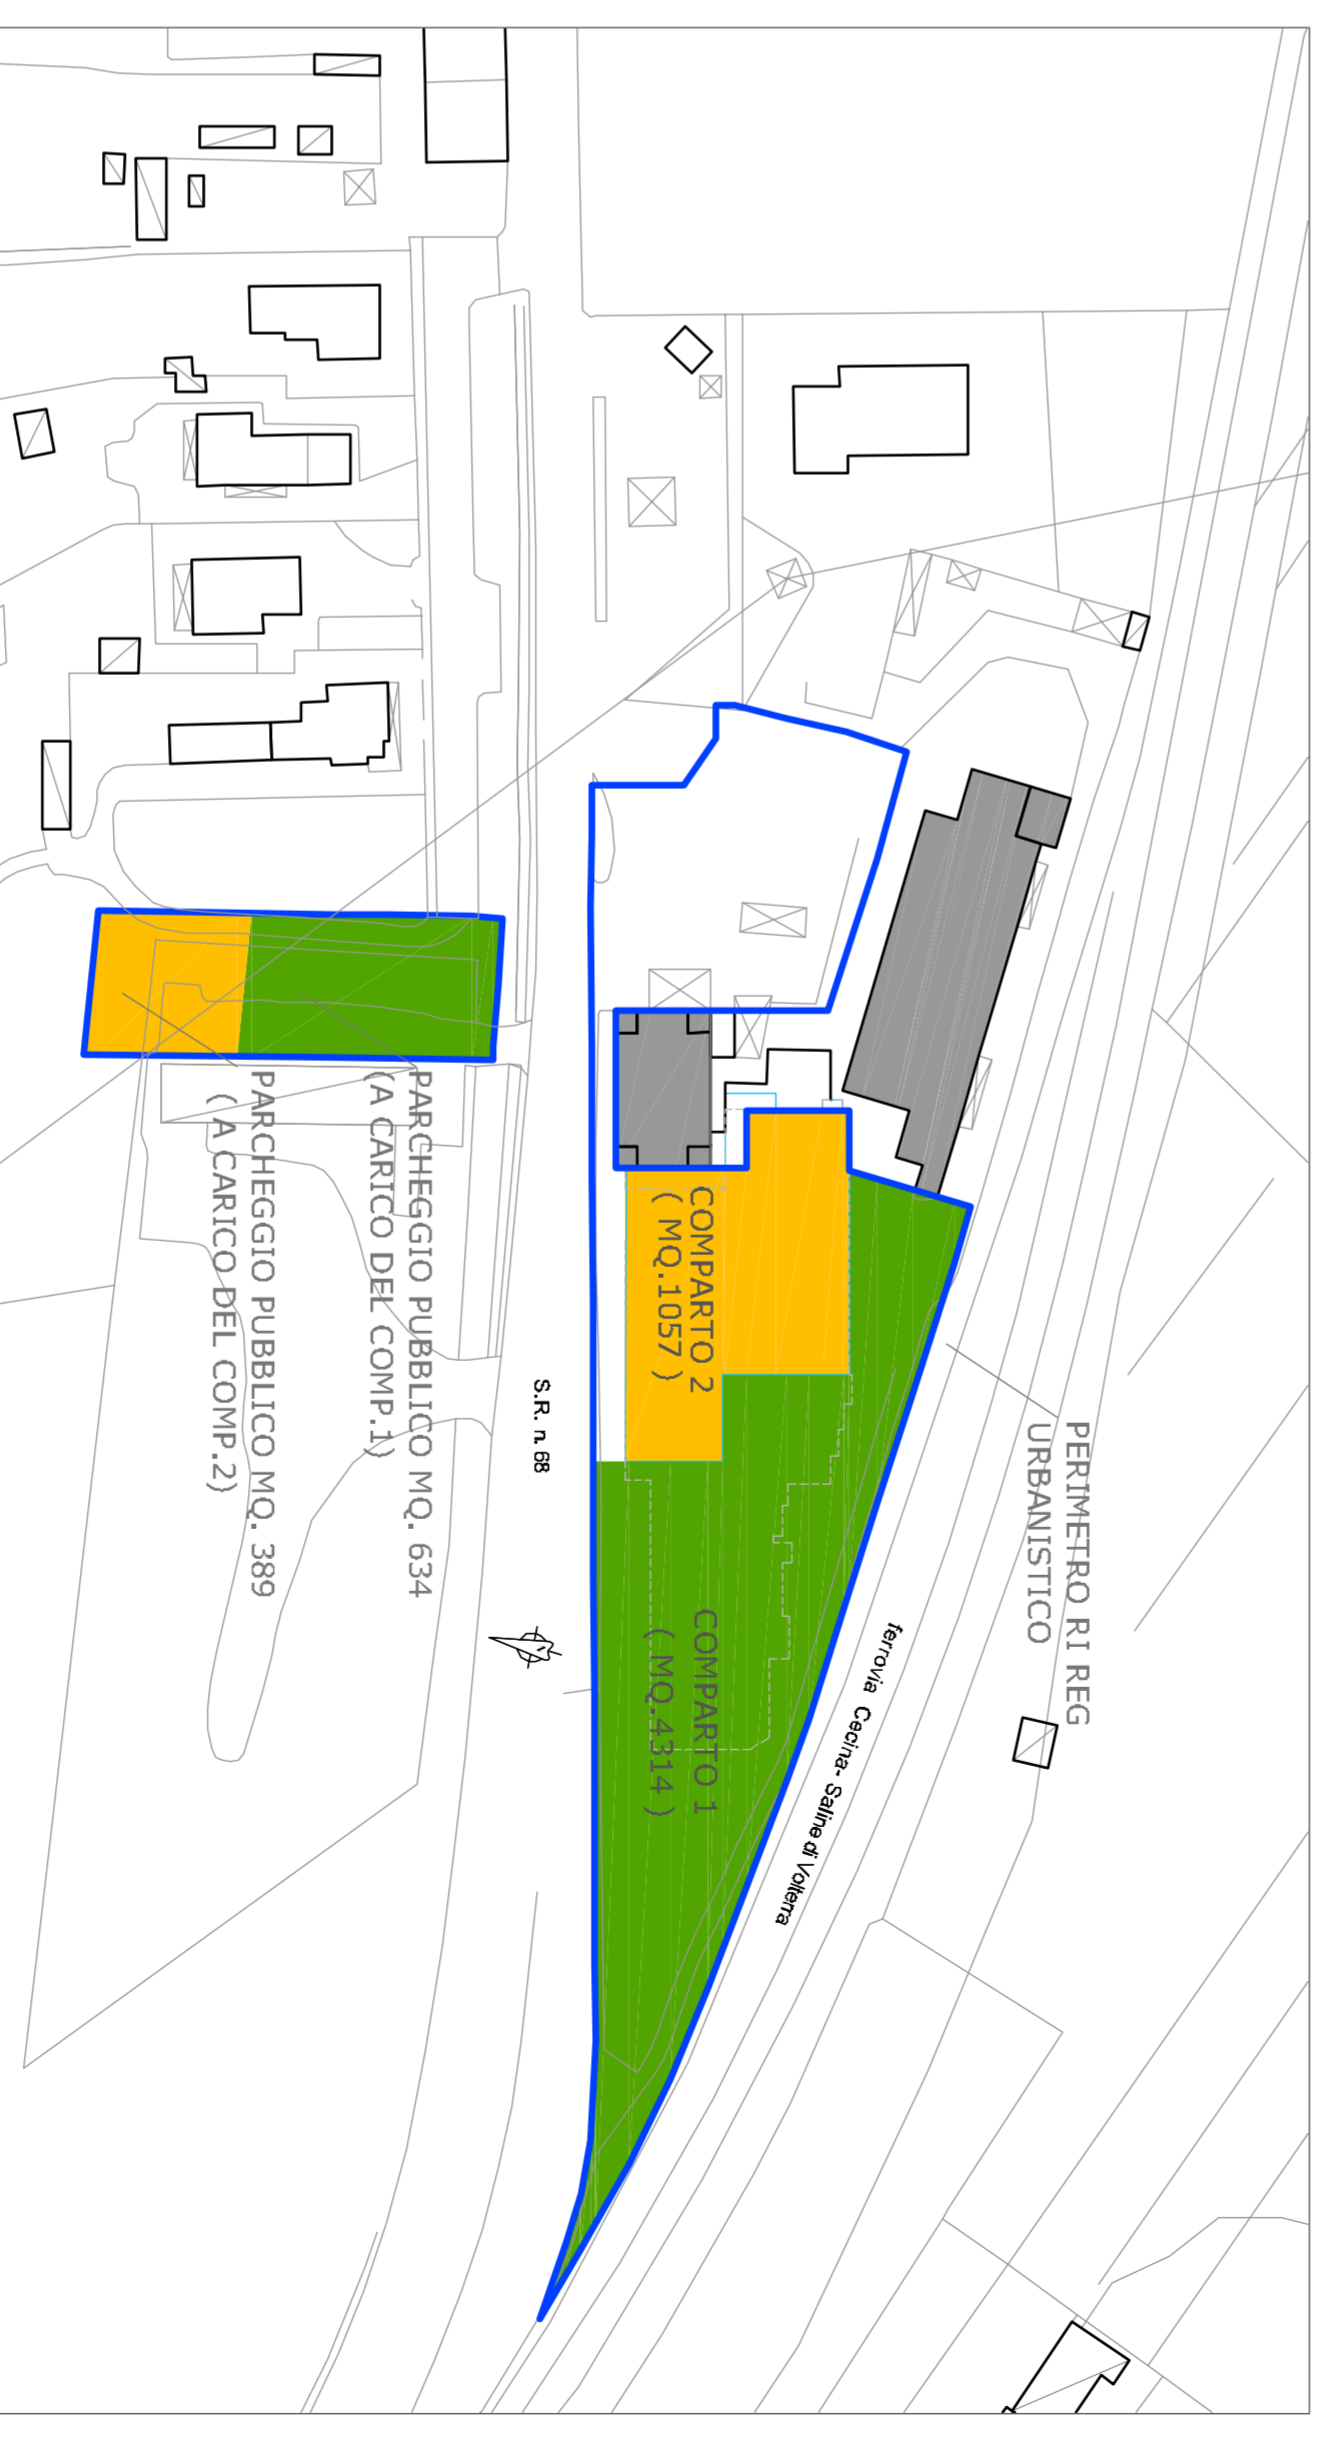 PERIMETRO RI REG
URBANISTICO
ferrovia Cecina- Saline di Volterra
COMPARTO 2
( MQ.1057 )
COMPARTO 1
( MQ.4314 )
S.R. n. 68
PARCHEGGIO PUBBLICO MQ. 634
(A CARICO DEL COMP.1)
PARCHEGGIO PUBBLICO MQ. 389
( A CARICO DEL COMP.2)